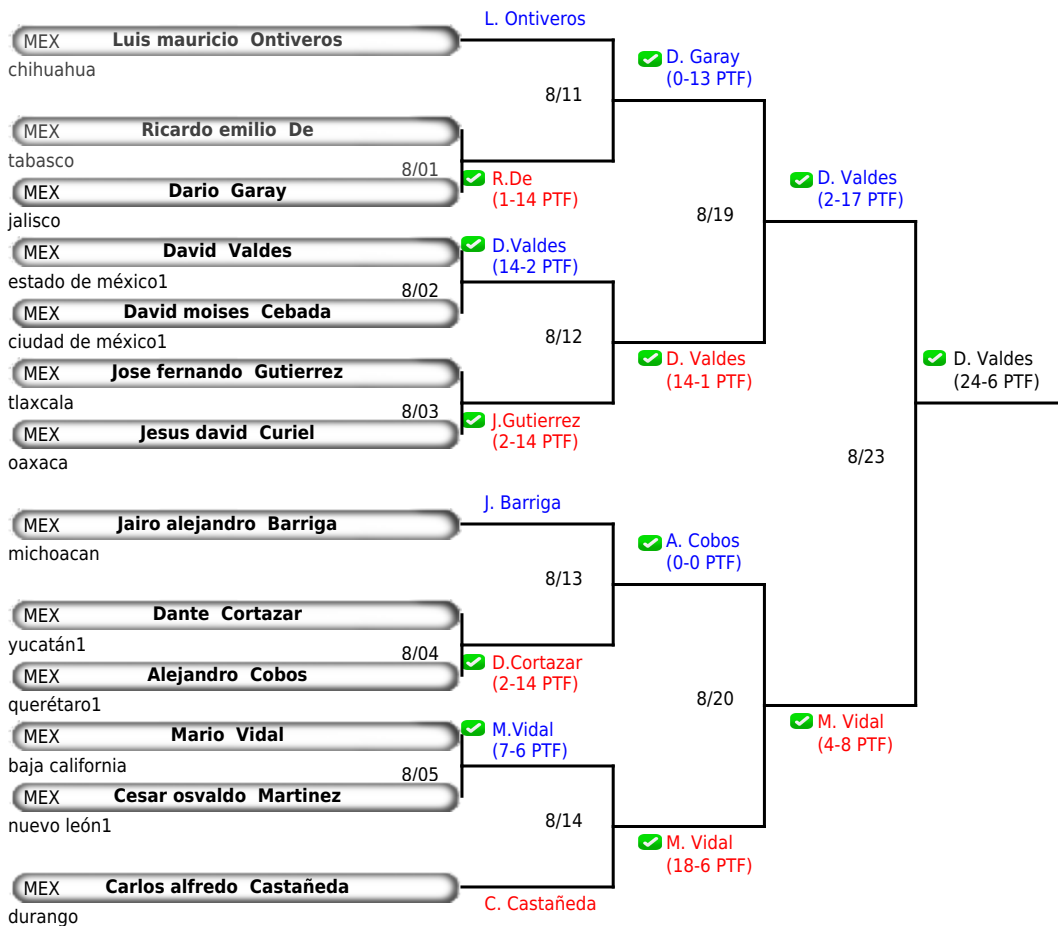 L. Ontiveros
MEX Luis mauricio Ontiveros
chihuahua
D. Garay
(0-13 PTF)
8/11
MEX Ricardo emilio De
tabasco
8/01
R.De
(1-14 PTF)
MEX Dario Garay
jalisco
D. Valdes
(2-17 PTF)
8/19
MEX David Valdes
estado de méxico1
D.Valdes
(14-2 PTF)
8/02
MEX David moises Cebada
ciudad de méxico1
8/12
D. Valdes
(14-1 PTF)
MEX Jose fernando Gutierrez
tlaxcala
8/03
J.Gutierrez
(2-14 PTF)
MEX Jesus david Curiel
oaxaca
D. Valdes
(24-6 PTF)
8/23
J. Barriga
MEX Jairo alejandro Barriga
michoacan
A. Cobos
(0-0 PTF)
8/13
MEX Dante Cortazar
yucatán1
8/04
D.Cortazar
(2-14 PTF)
MEX Alejandro Cobos
querétaro1
8/20
MEX Mario Vidal
baja california
M.Vidal
(7-6 PTF)
M. Vidal
(4-8 PTF)
8/05
MEX Cesar osvaldo Martinez
nuevo león1
8/14
M. Vidal
(18-6 PTF)
MEX Carlos alfredo Castañeda
durango
C. Castañeda